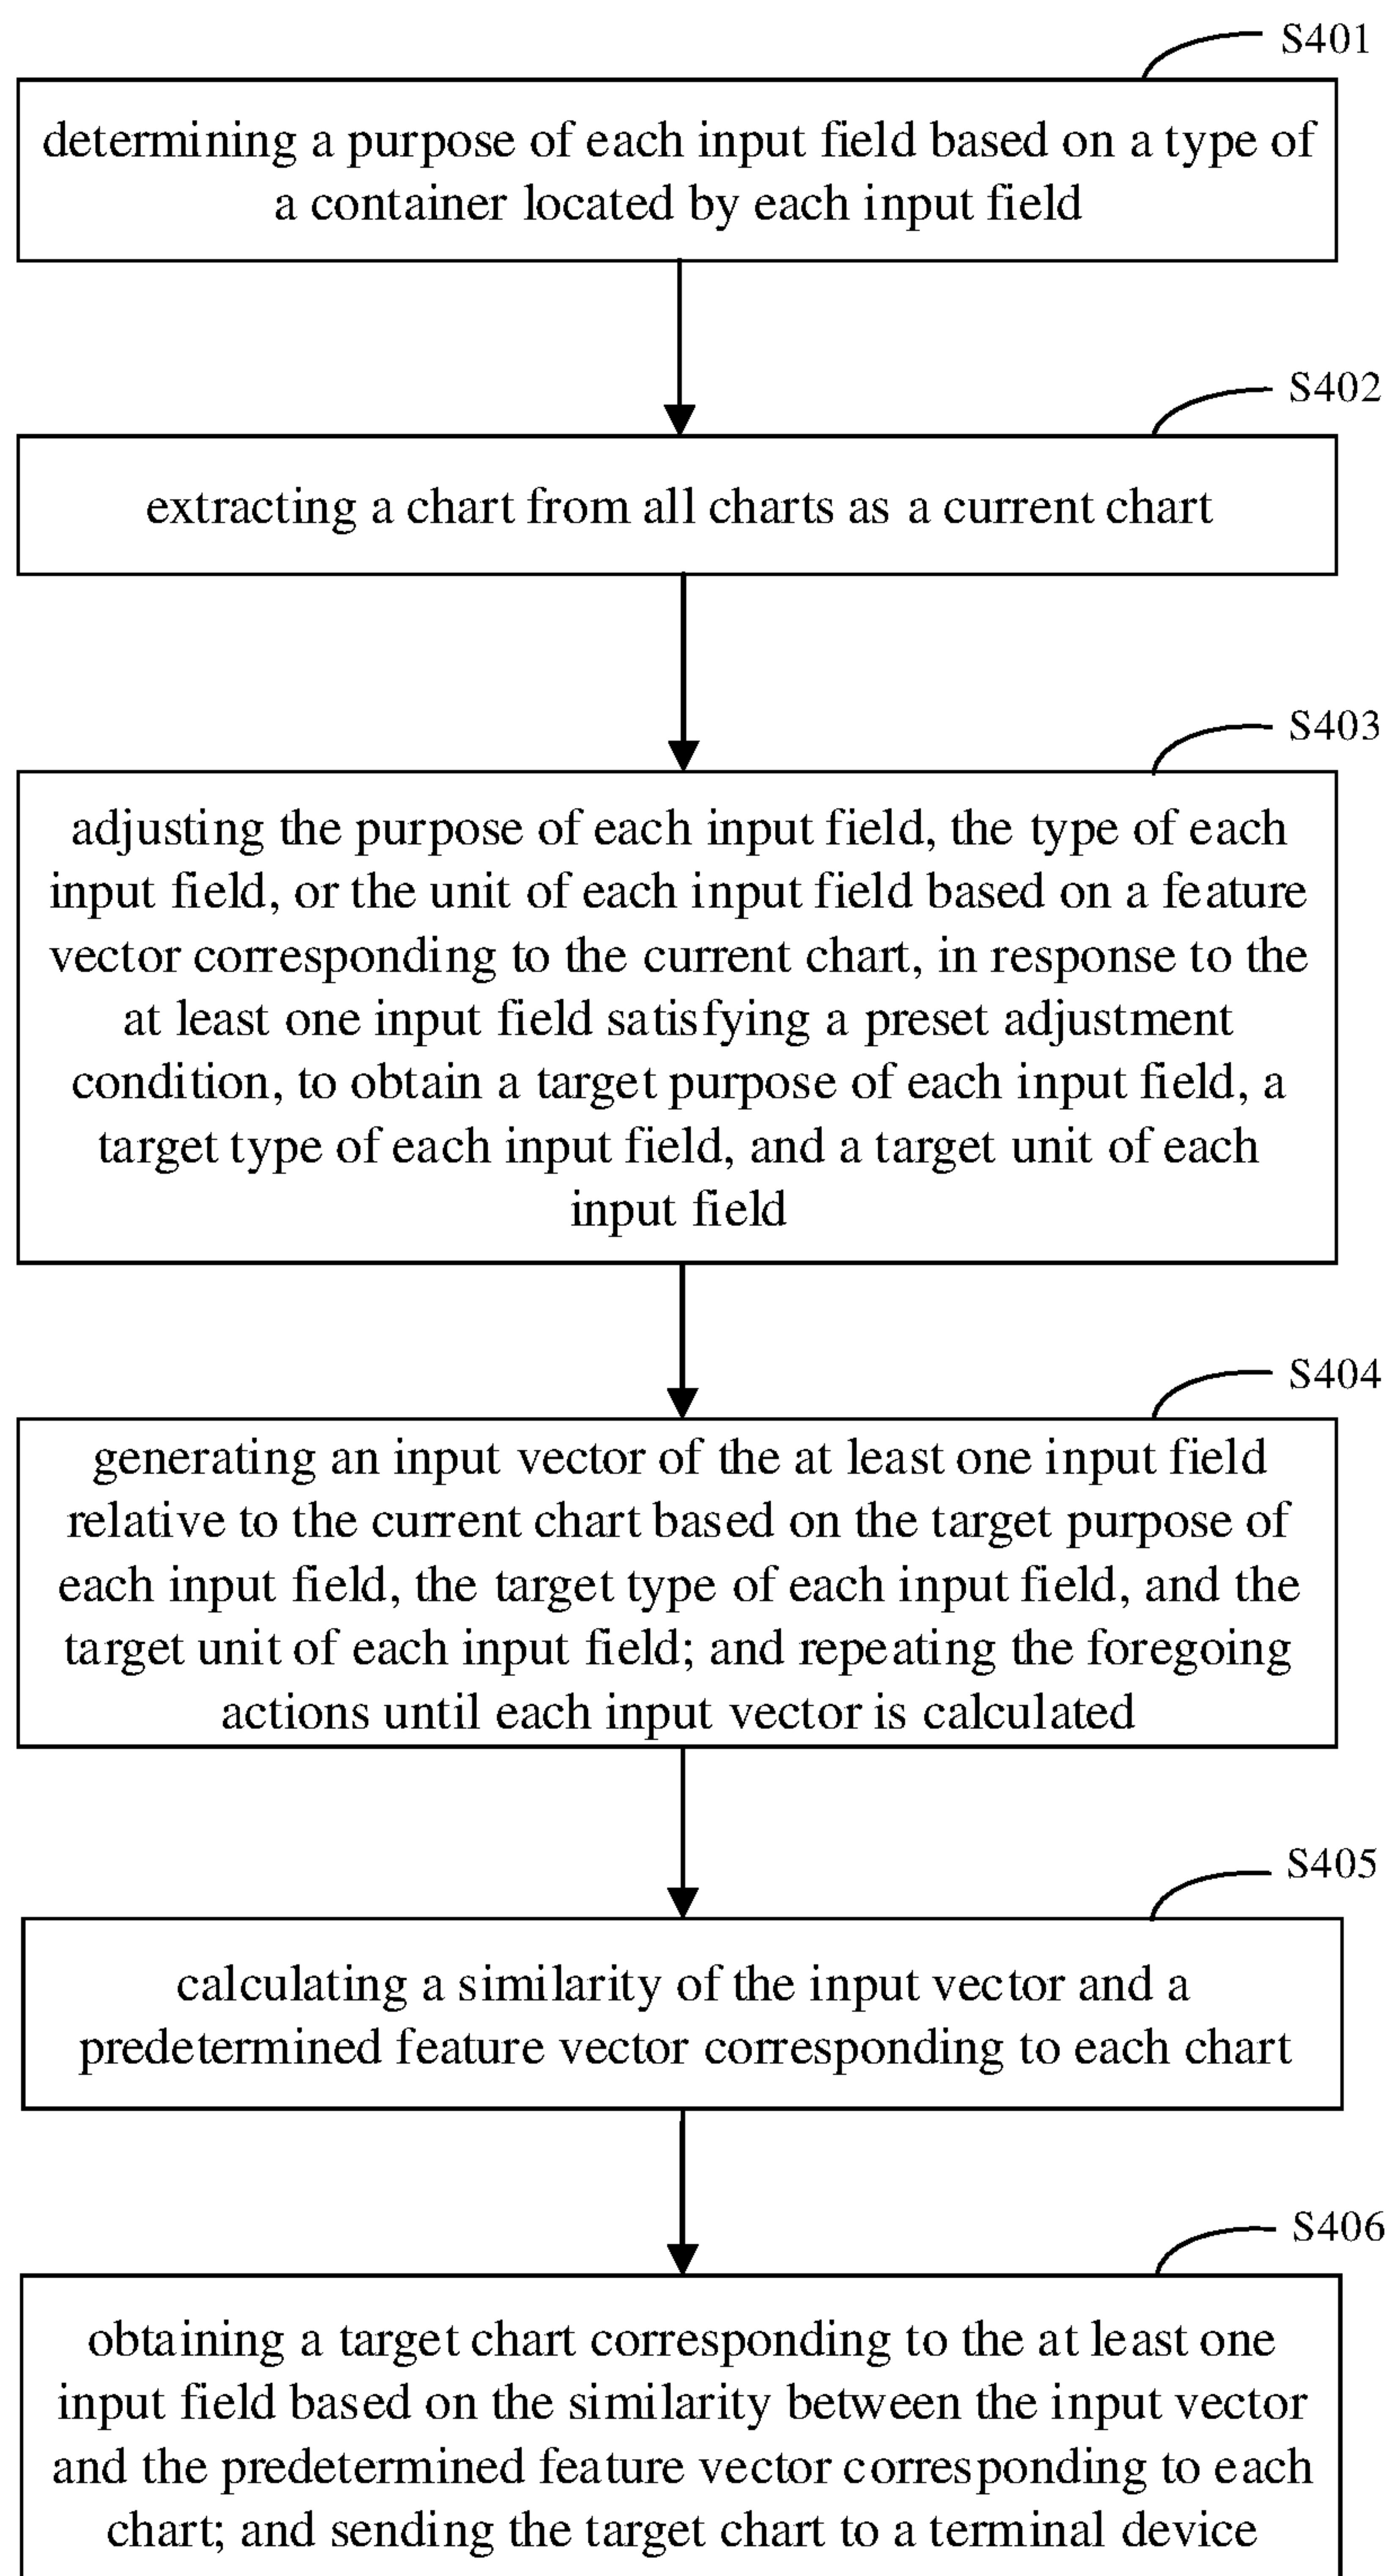 S401
determining a purpose of each input field based on a type of
a container located by each input field
S402
extracting a chart from all charts as a current chart
S403
adjusting the purpose of each input field, the type of each
input field, or the unit of each input field based on a feature
vector corresponding to the current chart, in response to the
at least one input field satisfying a preset adjustment
condition, to obtain a target purpose of each input field, a
target type of each input field, and a target unit of each
input field
S404
generating an input vector of the at least one input field
relative to the current chart based on the target purpose of
each input field, the target type of each input field, and the
target unit of each input field; and repeating the foregoing
actions until each input vector is calculated
S405
calculating a similarity of the input vector and a
predetermined feature vector corresponding to each chart
S406
obtaining a target chart corresponding to the at least one
input field based on the similarity between the input vector
and the predetermined feature vector corresponding to each
chart; and sending the target chart to a terminal device